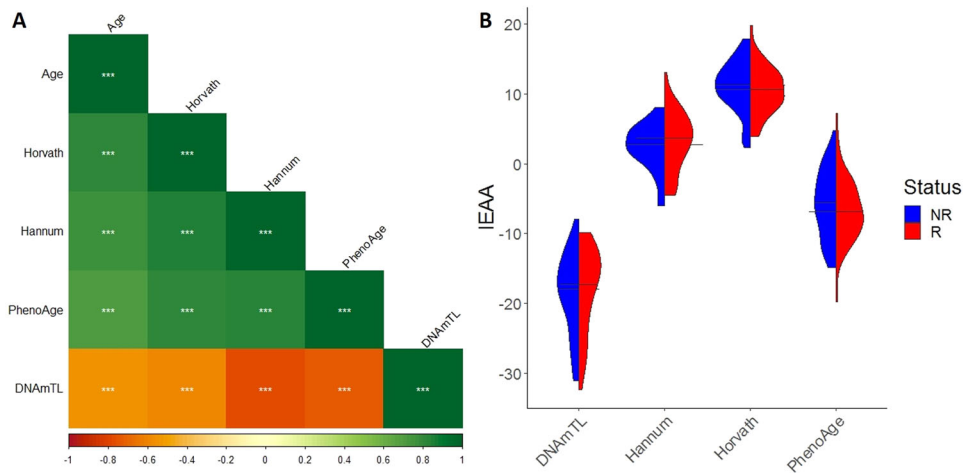 A
Age
Age ***
Horvath
Horvath *** ***
Hannum
Hannum *** *** ***
PhenoAge
PhenoAge *** *** *** ***
DNAmTL
DNAmTL *** *** *** *** ***
-1 -0.8 -0.6 -0.4 -0.2 0 0.2 0.4 0.6 0.8 1
B
IEAA
20
10
0
-10
-20
-30
DNAmTL
Hannum
Horvath
PhenoAge
Status
NR
R